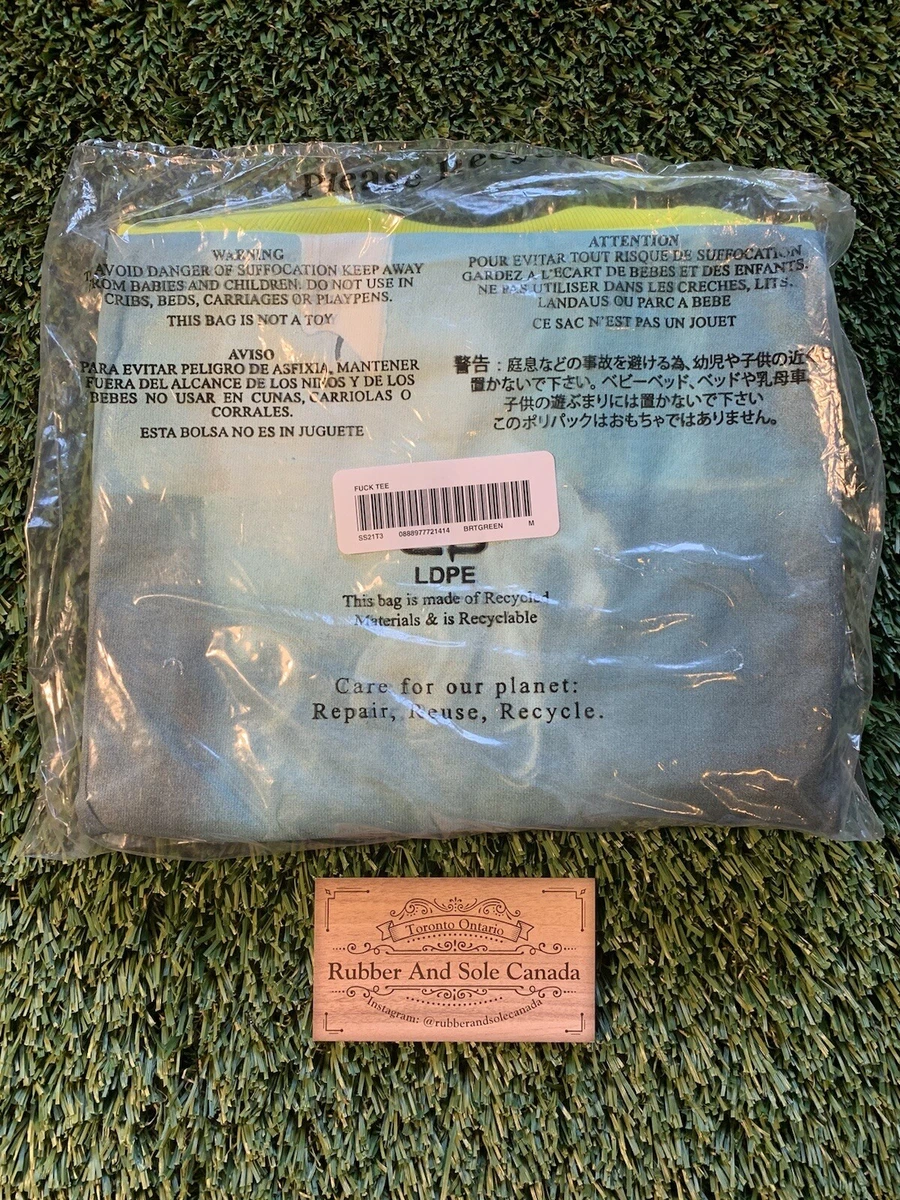 Please
WARNING
AVOID DANGER OF SUFFOCATION KEEP AWAY
FROM BABIES AND CHILDREN. DO NOT USE IN
CRIBS, BEDS, CARRIAGES OR PLAYPENS.
THIS BAG IS NOT A TOY
ATTENTION
POUR EVITER TOUT RISQUE DE SUFFOCATION
GARDEZ A L'ECART DE BEBES ET DES ENFANTS.
NE PAS UTILISER DANS LES CRECHES, LITS,
LANDAUS OU PARC A BEBE
CE SAC N'EST PAS UN JOUET
AVISO
PARA EVITAR PELIGRO DE ASFIXIA, MANTENER
FUERA DEL ALCANCE DE LOS NINOS Y DE LOS
BEBES NO USAR EN CUNAS, CARRIOLAS O
CORRALES.
ESTA BOLSA NO ES IN JUGUETE
警告:庭息などの事故を避ける為、幼児や子供の近く
置かないで下さい。ベビーベッド、ベッドや乳母車
子供の遊ぶまりには置かないで下さい
このポリパックはおもちゃではありません。
FUCK TEE
SS21T3 0888977721414 BRTGREEN M
LDPE
This bag is made of Recycled
Materials & is Recyclable
Care for our planet:
Repair, Reuse, Recycle.
Toronto Ontario
Rubber And Sole Canada
Instagram: @rubberandsolecanada